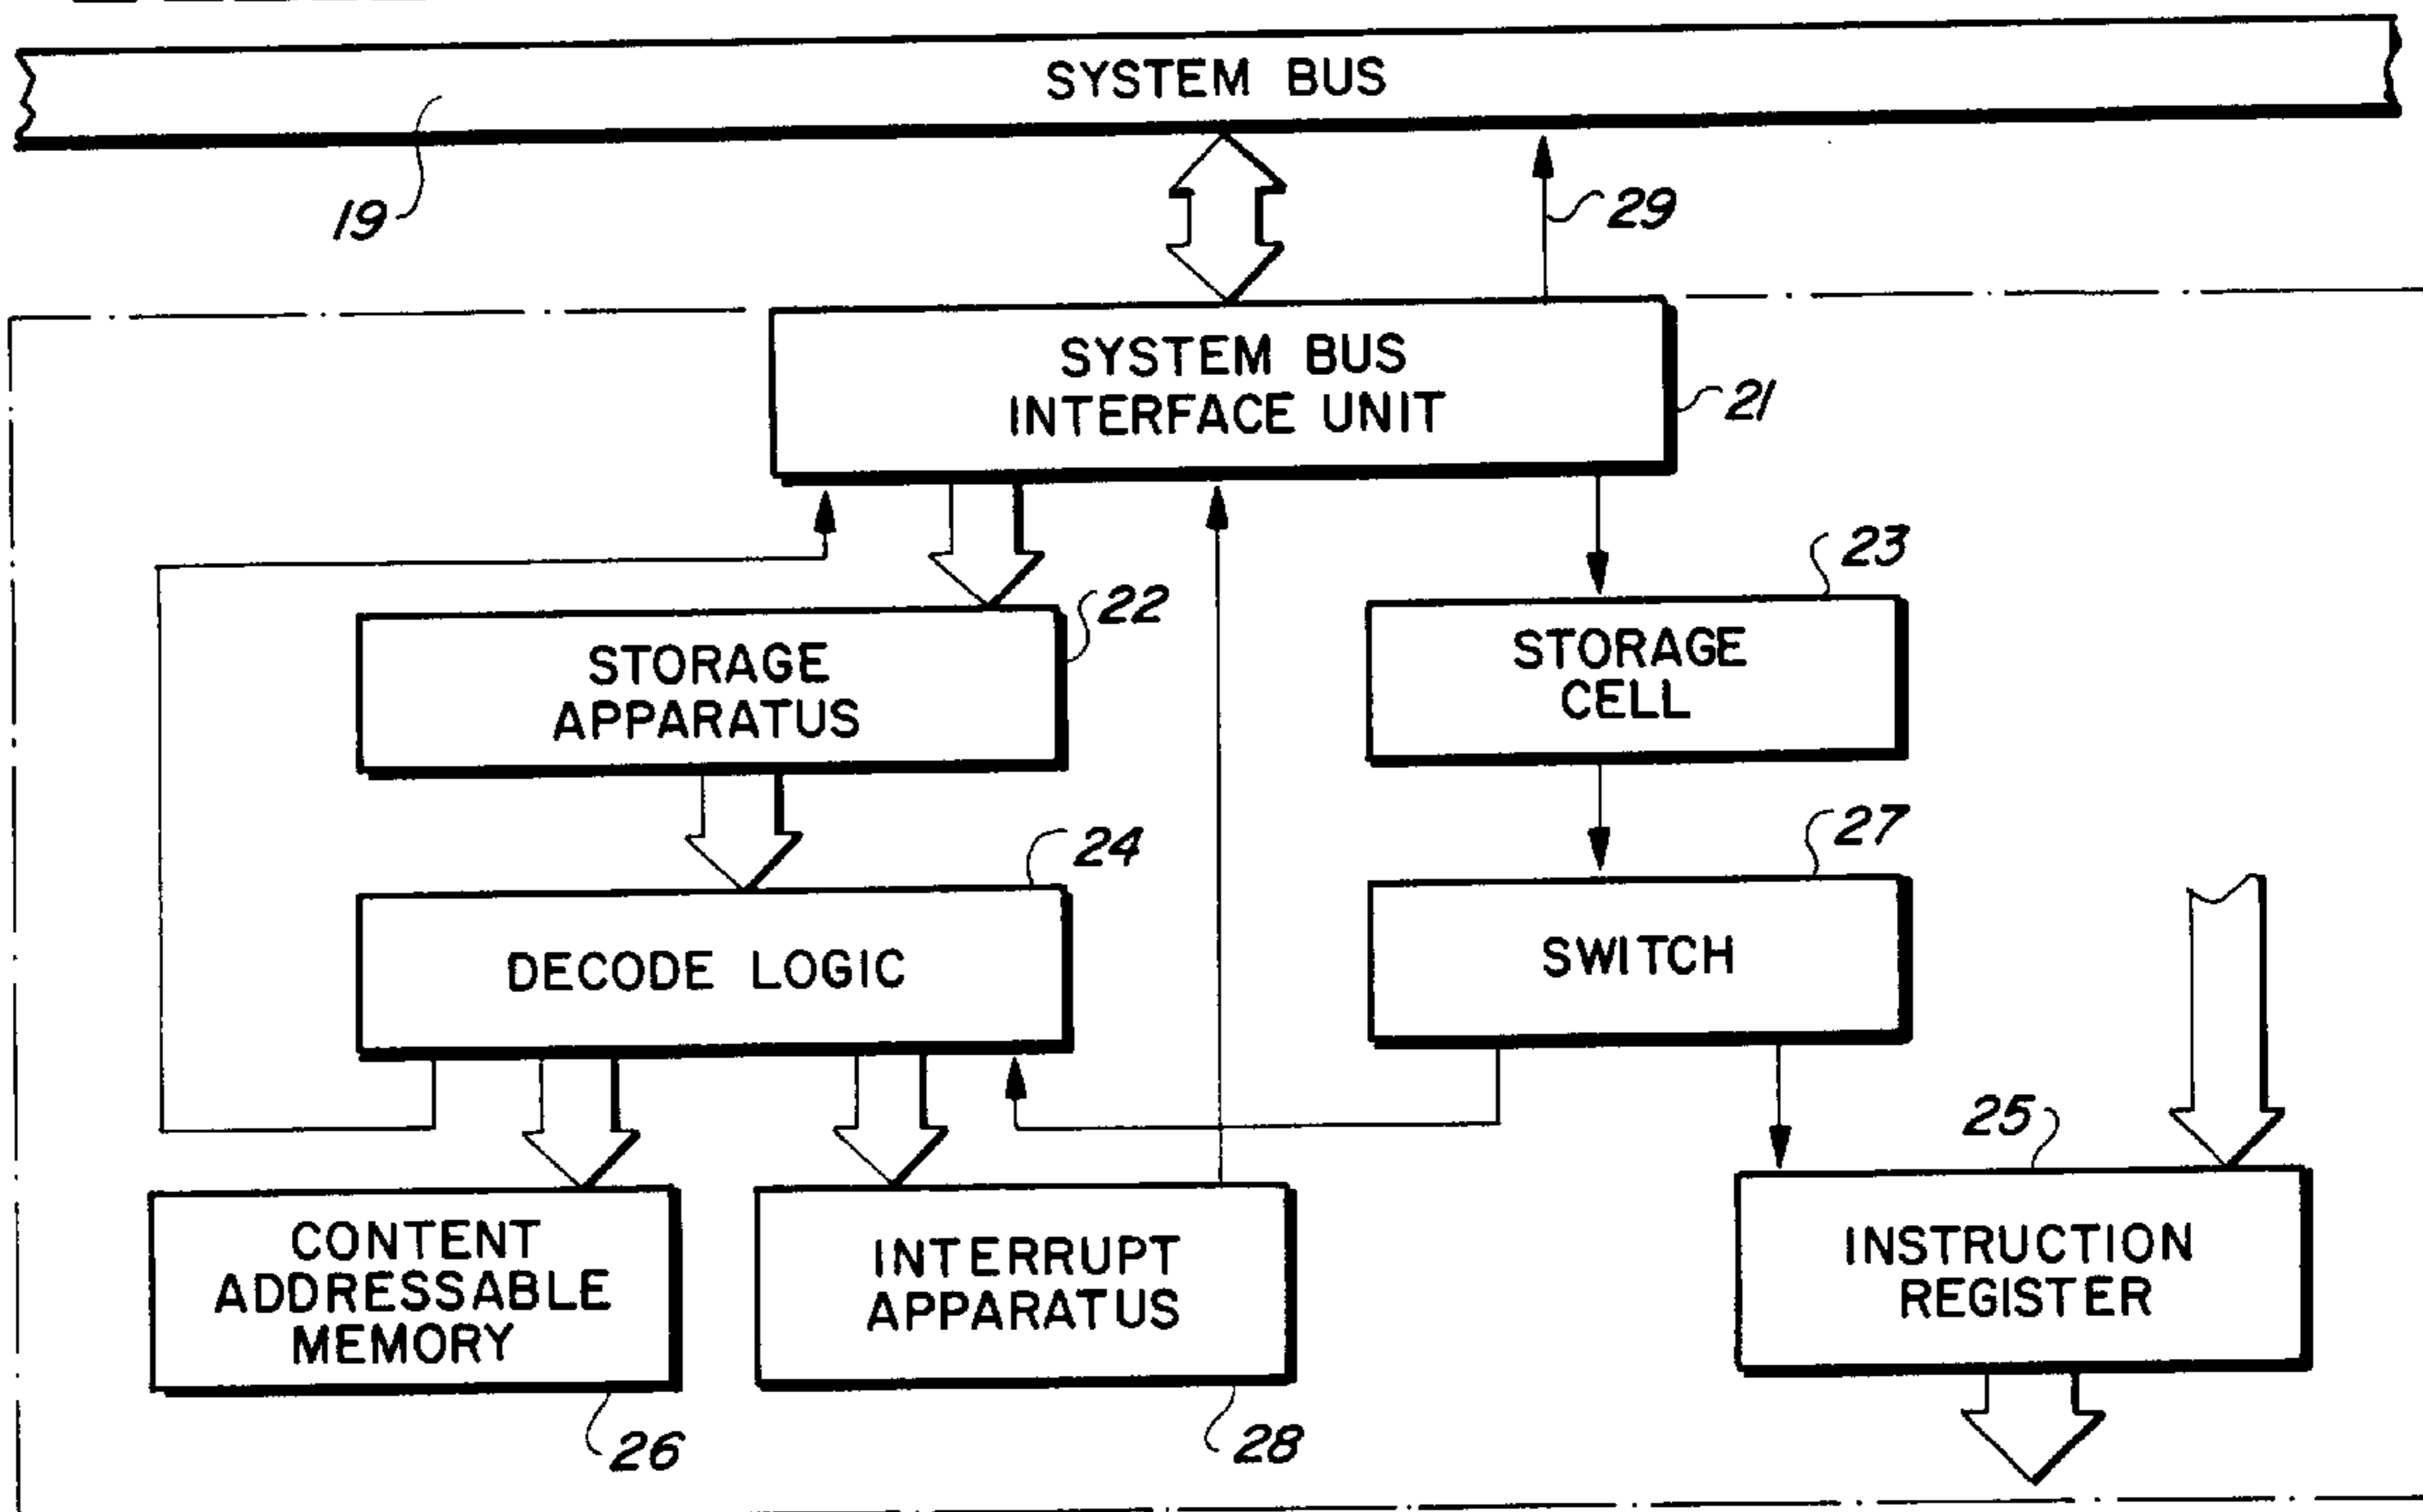 SYSTEM BUS
19
29
SYSTEM BUS
INTERFACE UNIT
21
22
23
STORAGE
APPARATUS
STORAGE
CELL
24
27
DECODE LOGIC
SWITCH
25
CONTENT
ADDRESSABLE
MEMORY
INTERRUPT
APPARATUS
INSTRUCTION
REGISTER
26
28